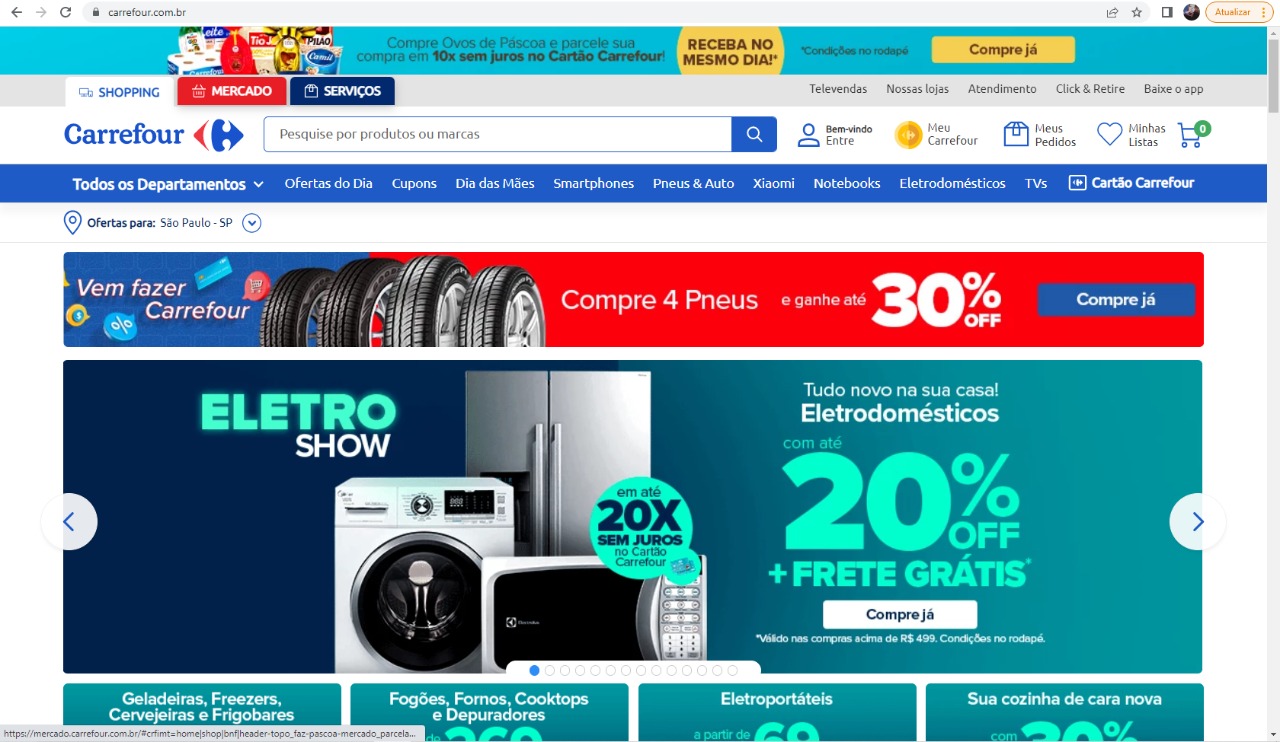 carrefour.com.br
Atualizar
Compre Ovos de Páscoa e parcele sua
compra em 10x sem juros no Cartão Carrefour!
RECEBA NO
MESMO DIA!*
*Condições no rodapé
Compre já
SHOPPING
MERCADO
SERVIÇOS
Televendas
Nossas lojas
Atendimento
Click & Retire
Baixe o app
Carrefour
Pesquise por produtos ou marcas
Bem-vindo
Entre
Meu
Carrefour
Meus
Pedidos
Minhas
Listas
0
Todos os Departamentos
Ofertas do Dia
Cupons
Dia das Mães
Smartphones
Pneus & Auto
Xiaomi
Notebooks
Eletrodomésticos
TVs
Cartão Carrefour
Ofertas para: São Paulo - SP
Vem fazer
Carrefour
Compre 4 Pneus
e ganhe até
30% OFF
Compre já
ELETRO
SHOW
em até
20X
SEM JUROS
no Cartão
Carrefour
Electrolux
Tudo novo na sua casa!
Eletrodomésticos
com até
20% OFF
+ FRETE GRÁTIS*
Compre já
*Válido nas compras acima de R$ 499. Condições no rodapé.
Geladeiras, Freezers,
Cervejeiras e Frigobares
Fogões, Fornos, Cooktops
e Depuradores
de
Eletroportáteis
a partir de 69
Sua cozinha de cara nova
com 30%
https://mercado.carrefour.com.br/#crfimt=home|shop|bnf|header-topo_faz-pascoa-mercado_parcela...